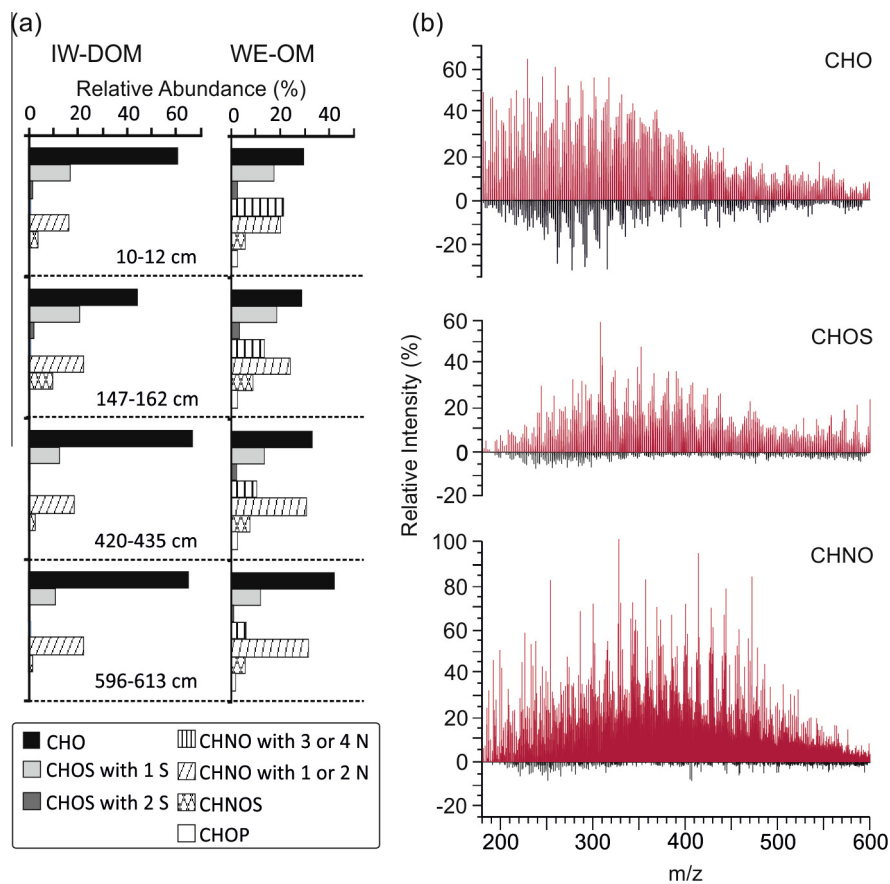 (a)
IW-DOM WE-OM
Relative Abundance (%)
0 20 40 60 0 20 40
10-12 cm
147-162 cm
420-435 cm
596-613 cm
CHO
CHOS with 1 S
CHOS with 2 S
CHNO with 3 or 4 N
CHNO with 1 or 2 N
CHNOS
CHOP
(b)
Relative Intensity (%)
CHO
60
40
20
0
-20
CHOS
60
40
20
0
-20
CHNO
100
80
60
40
20
0
-20
200 300 400 500 600
m/z